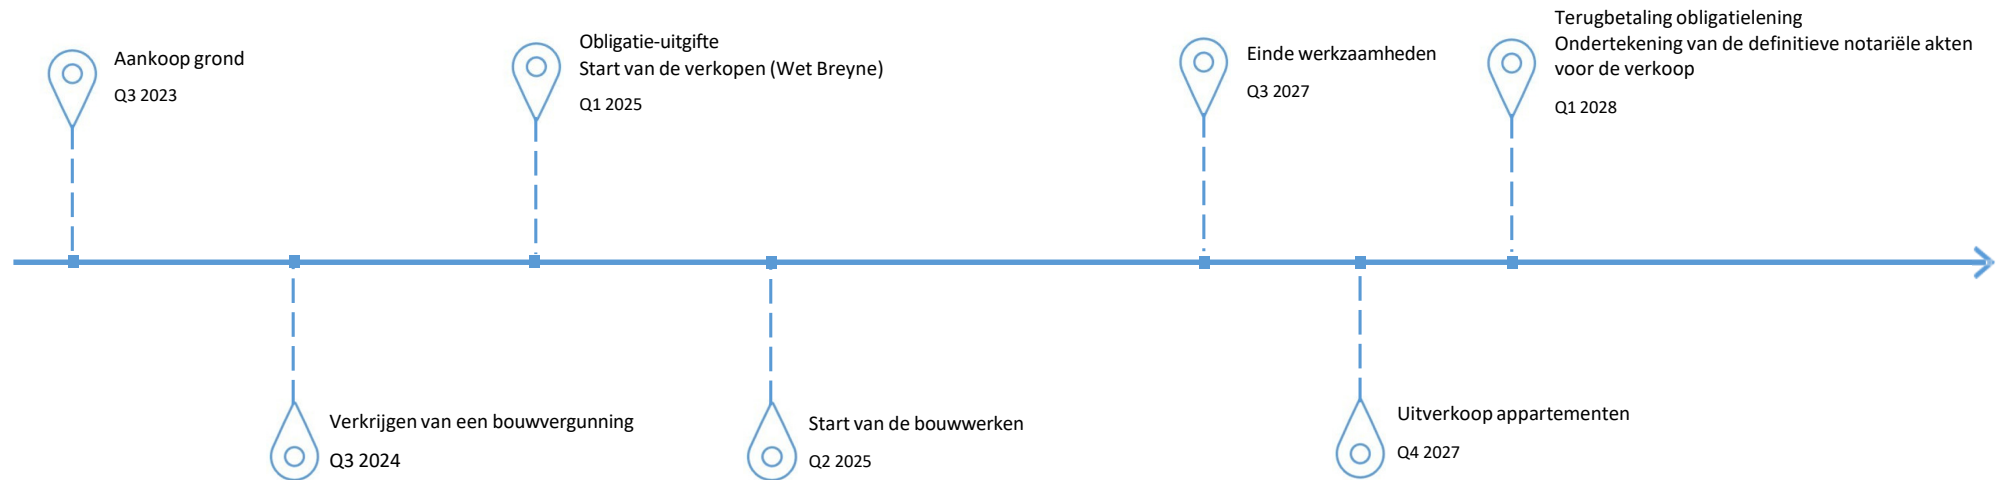 Aankoop grond
Q3 2023
Obligatie-uitgifte
Start van de verkopen (Wet Breyne)
Q1 2025
Einde werkzaamheden
Q3 2027
Terugbetaling obligatielening
Ondertekening van de definitieve notariële akten
voor de verkoop
Q1 2028
Verkrijgen van een bouwvergunning
Q3 2024
Start van de bouwwerken
Q2 2025
Uitverkoop appartementen
Q4 2027